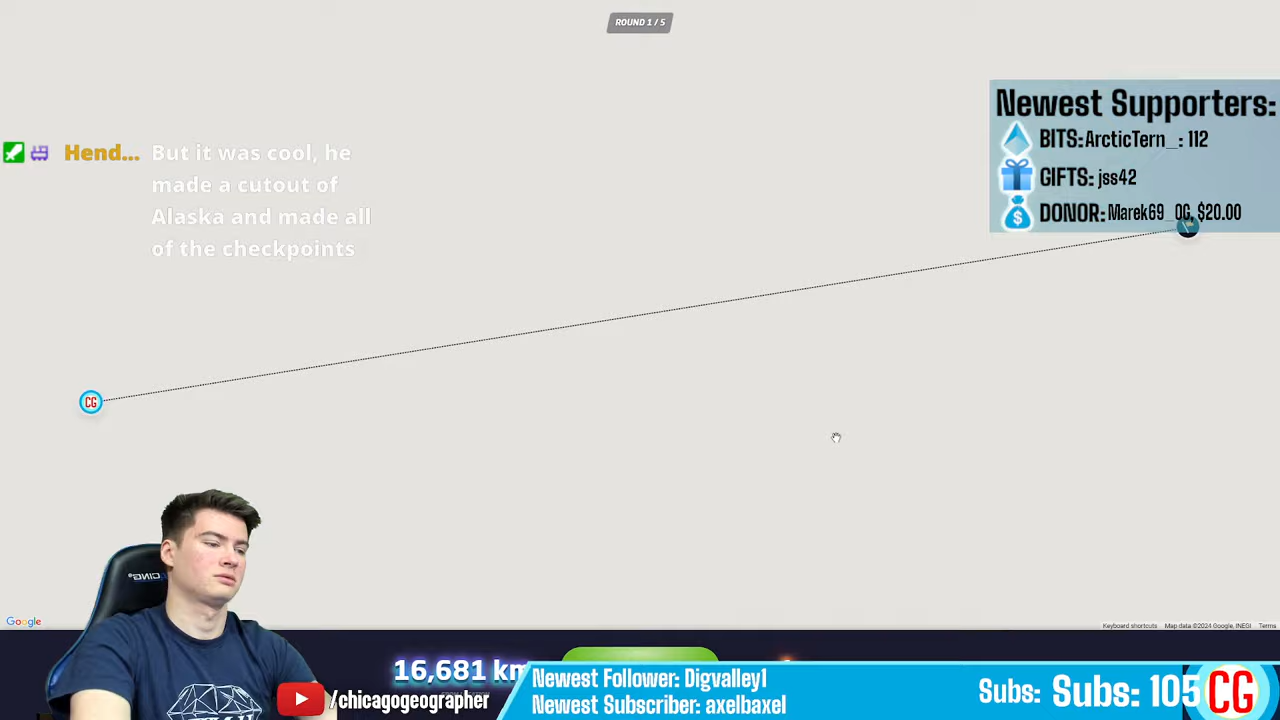 ROUND 1 / 5
Newest Supporters:
BITS: ArcticTern_: 112
GIFTS: jss42
DONOR: Marek69_OG, $20.00
Hend... But it was cool, he
made a cutout of
Alaska and made all
of the checkpoints
CG
Google
Keyboard shortcuts Map data ©2024 Google, INEGI Terms
16,681 km
/chicagogeographer
Newest Follower: Digvalley1
Newest Subscriber: axelbaxel
Subs: Subs: 105
CG